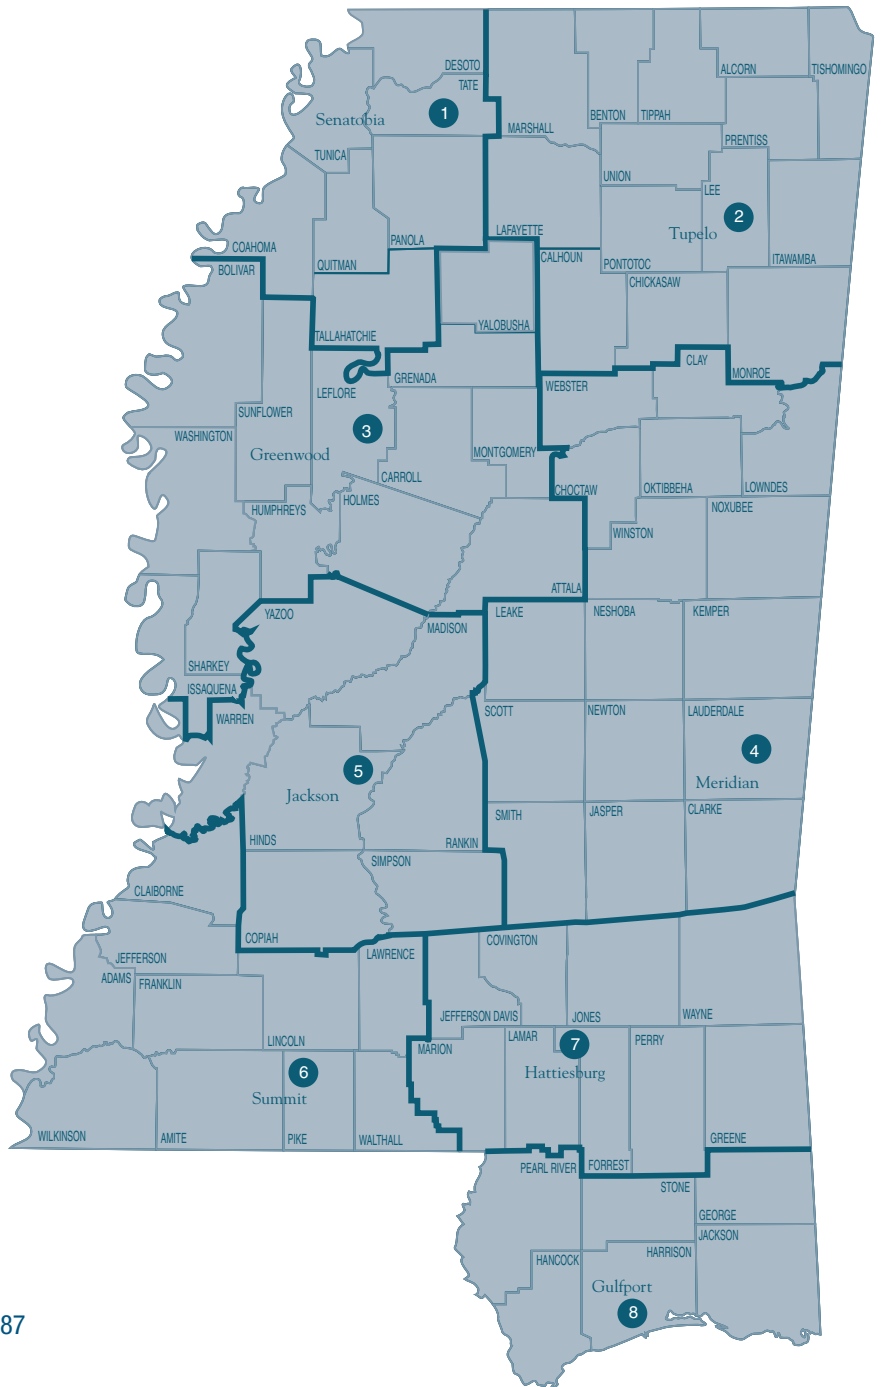 DESOTO
TATE
ALCORN
TISHOMINGO
Senatobia
1
MARSHALL
BENTON
TIPPAH
PRENTISS
TUNICA
UNION
LEE
2
Tupelo
COAHOMA
PANOLA
LAFAYETTE
BOLIVAR
QUITMAN
CALHOUN
PONTOTOC
ITAWAMBA
CHICKASAW
TALLAHATCHIE
YALOBUSHA
CLAY
MONROE
LEFLORE
GRENADA
WEBSTER
SUNFLOWER
3
WASHINGTON
Greenwood
MONTGOMERY
CARROLL
CHOCTAW
OKTIBBEHA
LOWNDES
HUMPHREYS
HOLMES
NOXUBEE
WINSTON
ATTALA
YAZOO
MADISON
LEAKE
NESHOBA
KEMPER
SHARKEY
ISSAQUENA
WARREN
SCOTT
NEWTON
LAUDERDALE
4
Meridian
5
Jackson
SMITH
JASPER
CLARKE
HINDS
RANKIN
SIMPSON
CLAIBORNE
COPIAH
COVINGTON
LAWRENCE
JEFFERSON
ADAMS
FRANKLIN
JEFFERSON DAVIS
JONES
WAYNE
LINCOLN
MARION
LAMAR
7
PERRY
6
Hattiesburg
Summit
WILKINSON
AMITE
PIKE
WALTHALL
GREENE
PEARL RIVER
FORREST
STONE
GEORGE
JACKSON
HANCOCK
HARRISON
Gulfport
8
87